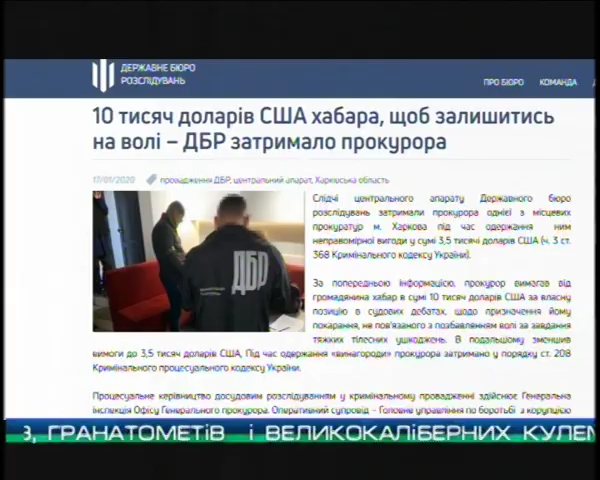 ДЕРЖАВНЕ БЮРО
РОЗСЛІДУВАНЬ
ПРО БЮРО КОМАНДА
10 тисяч доларів США хабара, щоб залишитись
на волі – ДБР затримало прокурора
17/01/2020 провадження ДБР, центральний апарат, Харківська область
Слідчі центрального апарату Державного бюро
розслідувань затримали прокурора однієї з місцевих
прокуратур м. Харкова під час одержання ним
неправомірної вигоди у сумі 3,5 тисячі доларів США (ч. 3 ст.
368 Кримінального кодексу України).
ДБР
За попередньою інформацією, прокурор вимагав від
громадянина хабар в сумі 10 тисяч доларів США за власну
позицію в судових дебатах, щодо призначення йому
покарання, не пов'язаного з позбавленням волі за завдання
тяжких тілесних ушкоджень. В подальшому зменшив
вимоги до 3,5 тисяч доларів США. Під час одержання «винагороди» прокурора затримано у порядку ст. 208
Кримінального процесуального кодексу України.
Процесуальне керівництво досудовим розслідуванням у кримінальному провадженні здійснює Генеральна
інспекція Офісу Генерального прокурора. Оперативний супровід – Головне управління по боротьбі з корупцією
В, ГРАНАТОМЕТІВ І ВЕЛИКОКАЛІБЕРНИХ КУЛЕМ